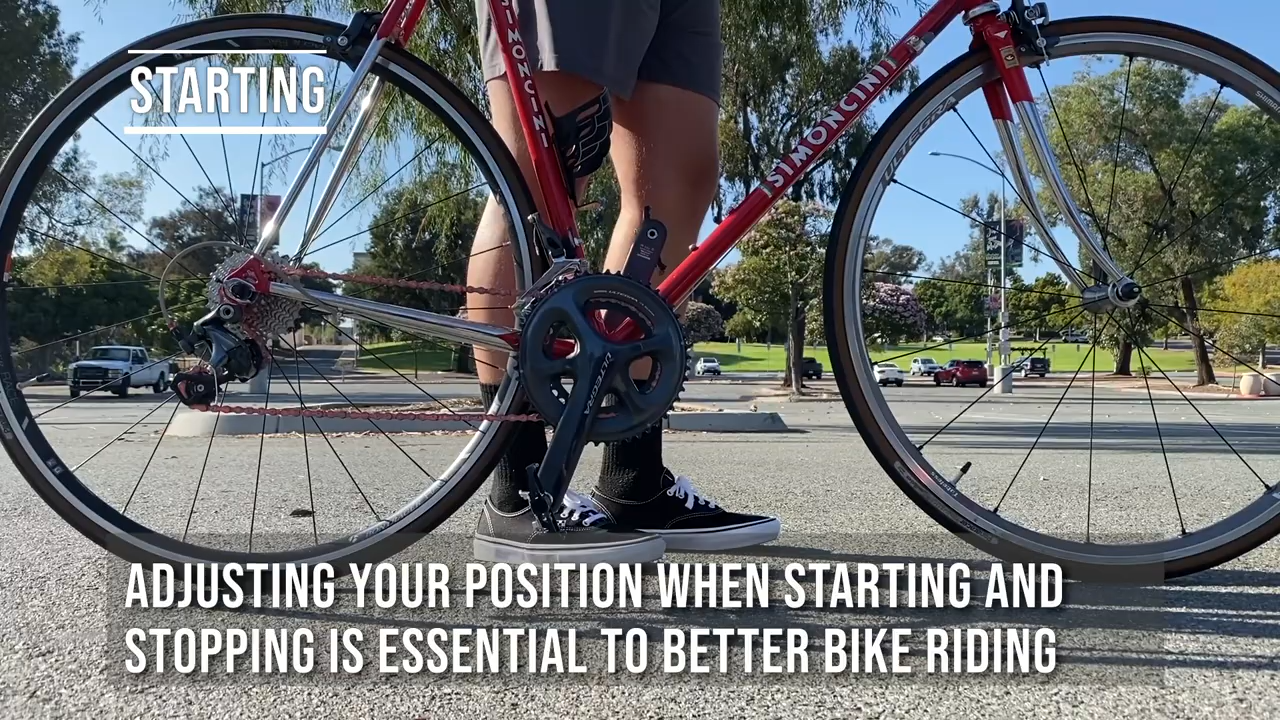 STARTING
SIMONCINI
SIMONCINI
ULTEGRA
ULTEGRA
ADJUSTING YOUR POSITION WHEN STARTING AND
STOPPING IS ESSENTIAL TO BETTER BIKE RIDING